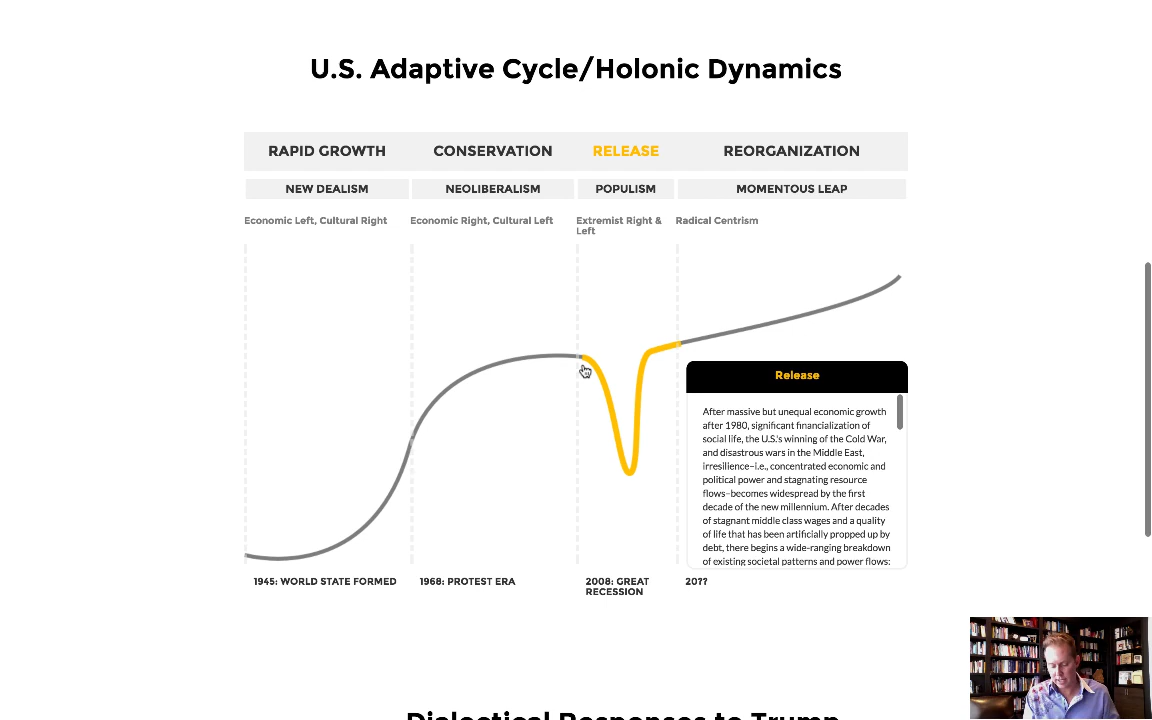 U.S. Adaptive Cycle/Holonic Dynamics
RAPID GROWTH CONSERVATION RELEASE REORGANIZATION
NEW DEALISM NEOLIBERALISM POPULISM MOMENTOUS LEAP
Economic Left, Cultural Right Economic Right, Cultural Left Extremist Right & Radical Centrism
Left
Release
After massive but unequal economic growth
after 1980, significant financialization of
social life, the U.S.'s winning of the Cold War,
and disastrous wars in the Middle East,
irresilience–i.e., concentrated economic and
political power and stagnating resource
flows–becomes widespread by the first
decade of the new millennium. After decades
of stagnant middle class wages and a quality
of life that has been artificially propped up by
debt, there begins a wide-ranging breakdown
of existing societal patterns and power flows:
1945: WORLD STATE FORMED 1968: PROTEST ERA 2008: GREAT 20??
RECESSION
Dialectical Responses to Trump